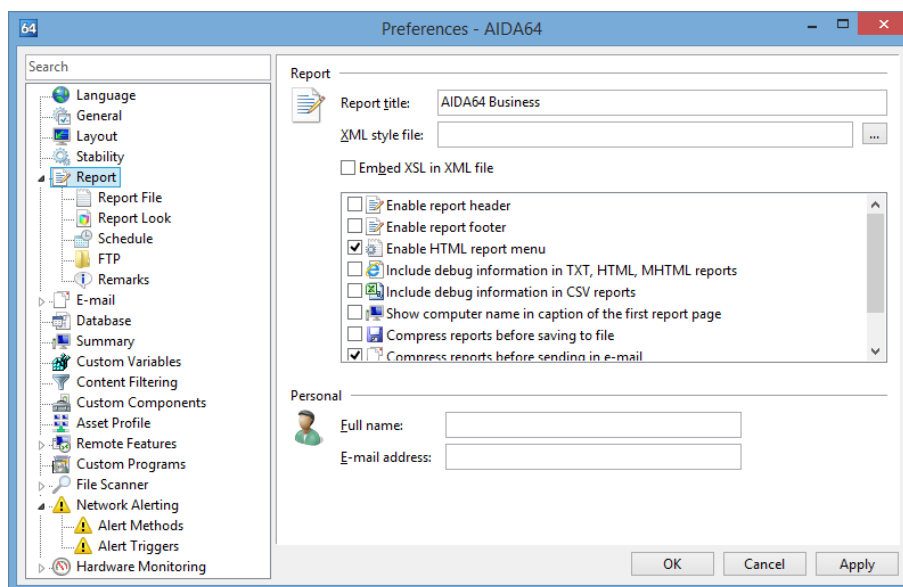 64 Preferences - AIDA64
Search
Language
General
Layout
Stability
Report
Report File
Report Look
Schedule
FTP
Remarks
E-mail
Database
Summary
Custom Variables
Content Filtering
Custom Components
Asset Profile
Remote Features
Custom Programs
File Scanner
Network Alerting
Alert Methods
Alert Triggers
Hardware Monitoring
Report
Report title: AIDA64 Business
XML style file: ...
Embed XSL in XML file
Enable report header
Enable report footer
Enable HTML report menu
Include debug information in TXT, HTML, MHTML reports
Include debug information in CSV reports
Show computer name in caption of the first report page
Compress reports before saving to file
Compress reports before sending in e-mail
Personal
Full name:
E-mail address:
OK Cancel Apply